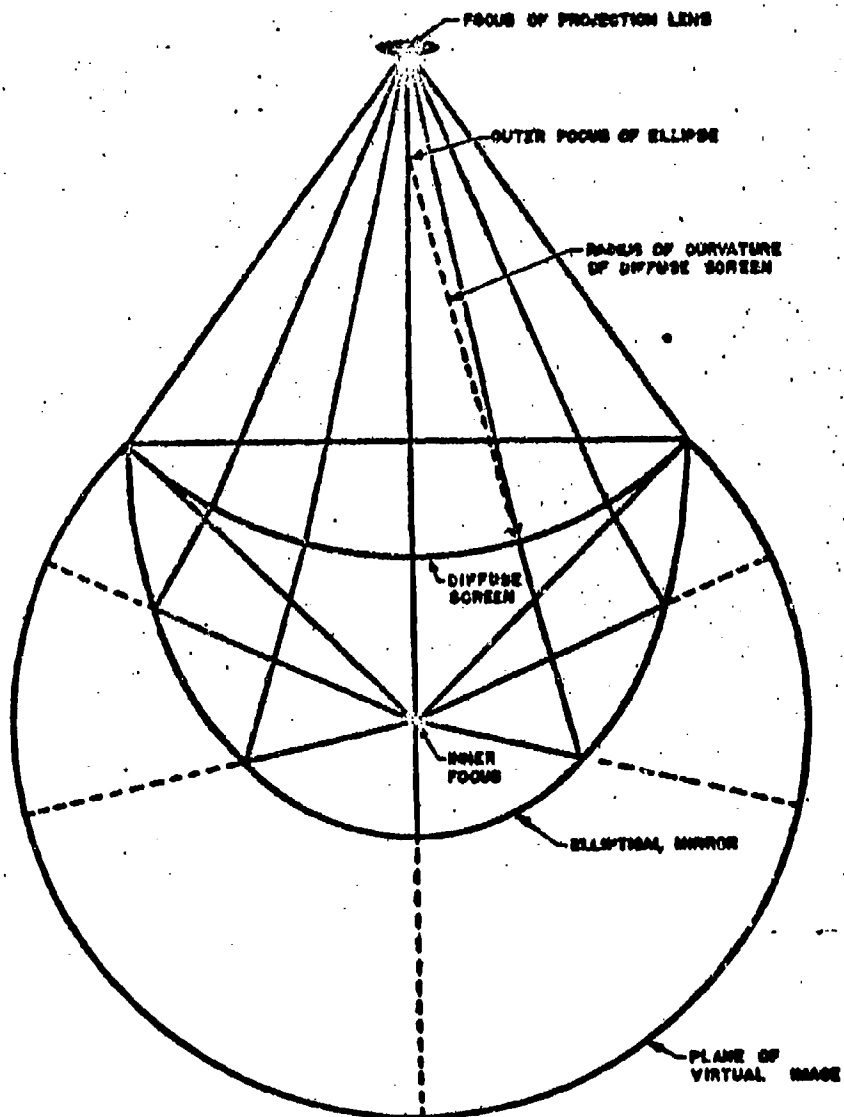 FOCUS OF PROJECTION LENS
OUTER FOCUS OF ELLIPSE
RADIUS OF CURVATURE
OF DIFFUSE SCREEN
DIFFUSE
SCREEN
INNER
FOCUS
ELLIPTICAL MIRROR
PLANE OF
VIRTUAL IMAGE